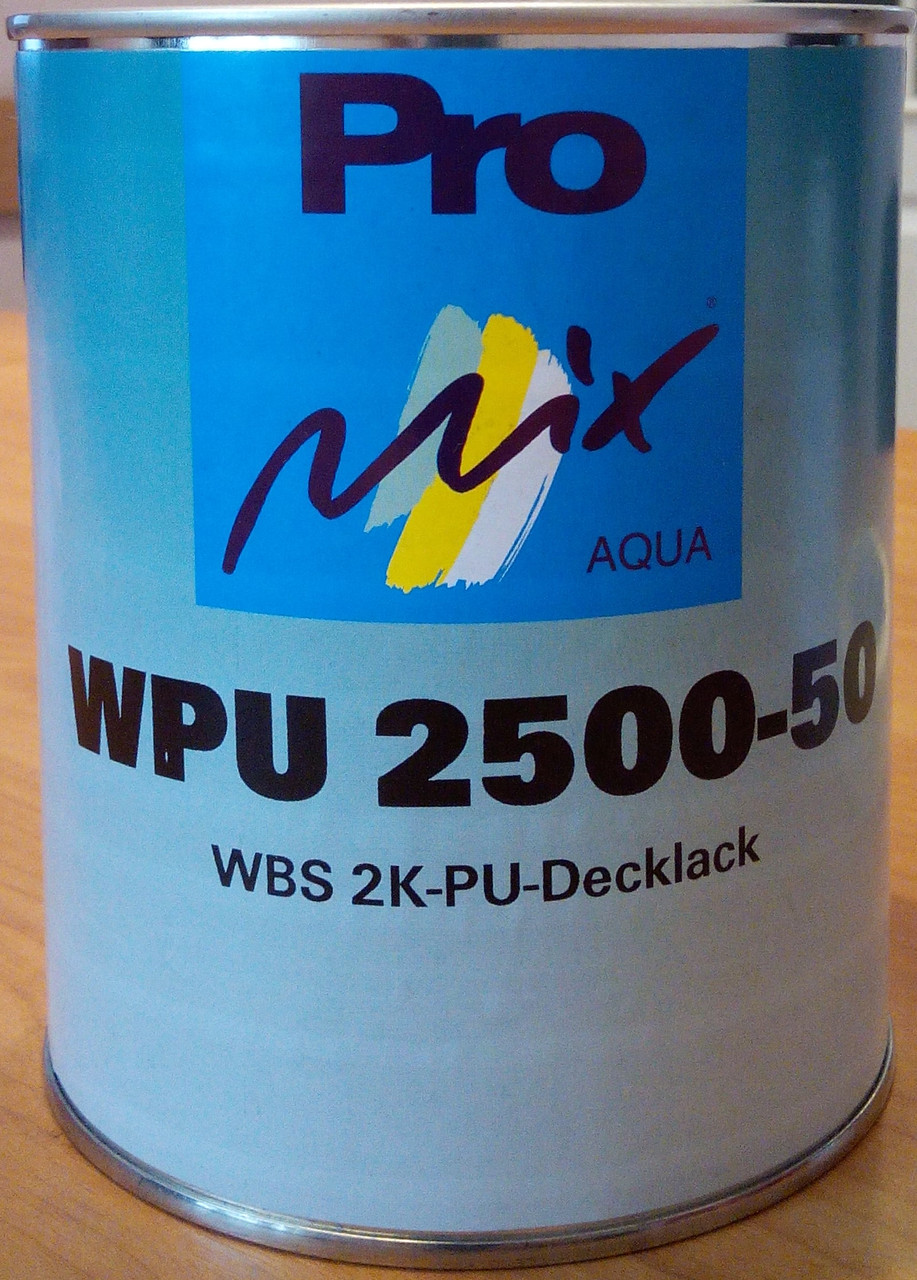 Pro
Mix®
AQUA
WPU 2500-50
WBS 2K-PU-Decklack